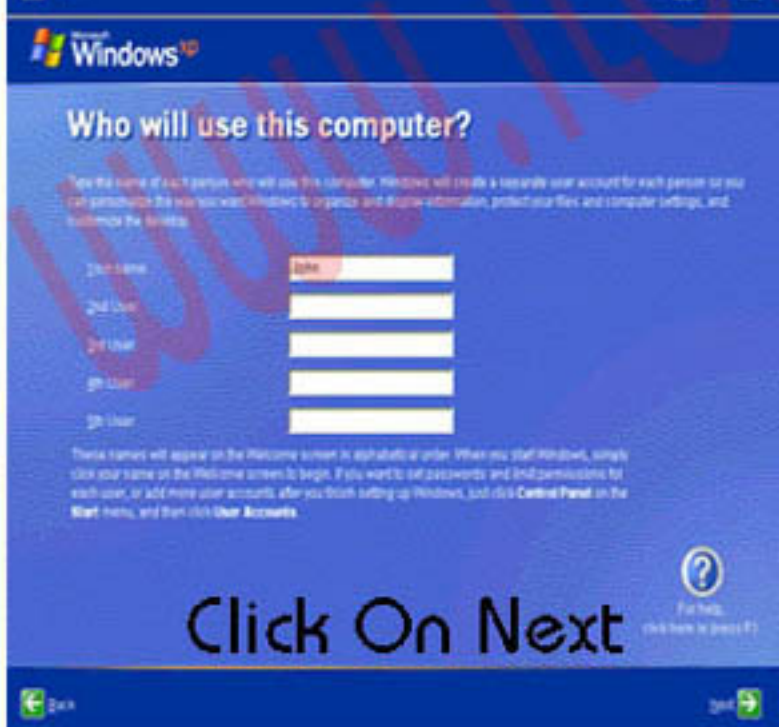 Microsoft
Windows xp
Who will use this computer?
Type the name of each person who will use this computer. Windows will create a separate user account for each person so you
can personalize the way you want Windows to organize and display information, protect your files and computer settings, and
customize the desktop.
Your name
John
2nd User
3rd User
4th User
5th User
These names will appear on the Welcome screen in alphabetical order. When you start Windows, simply
click your name on the Welcome screen to begin. If you want to set passwords and limit permissions for
each user, or add more user accounts after you finish setting up Windows, just click Control Panel on the
Start menu, and then click User Accounts.
For help,
click here or press F1
Click On Next
Back
Next